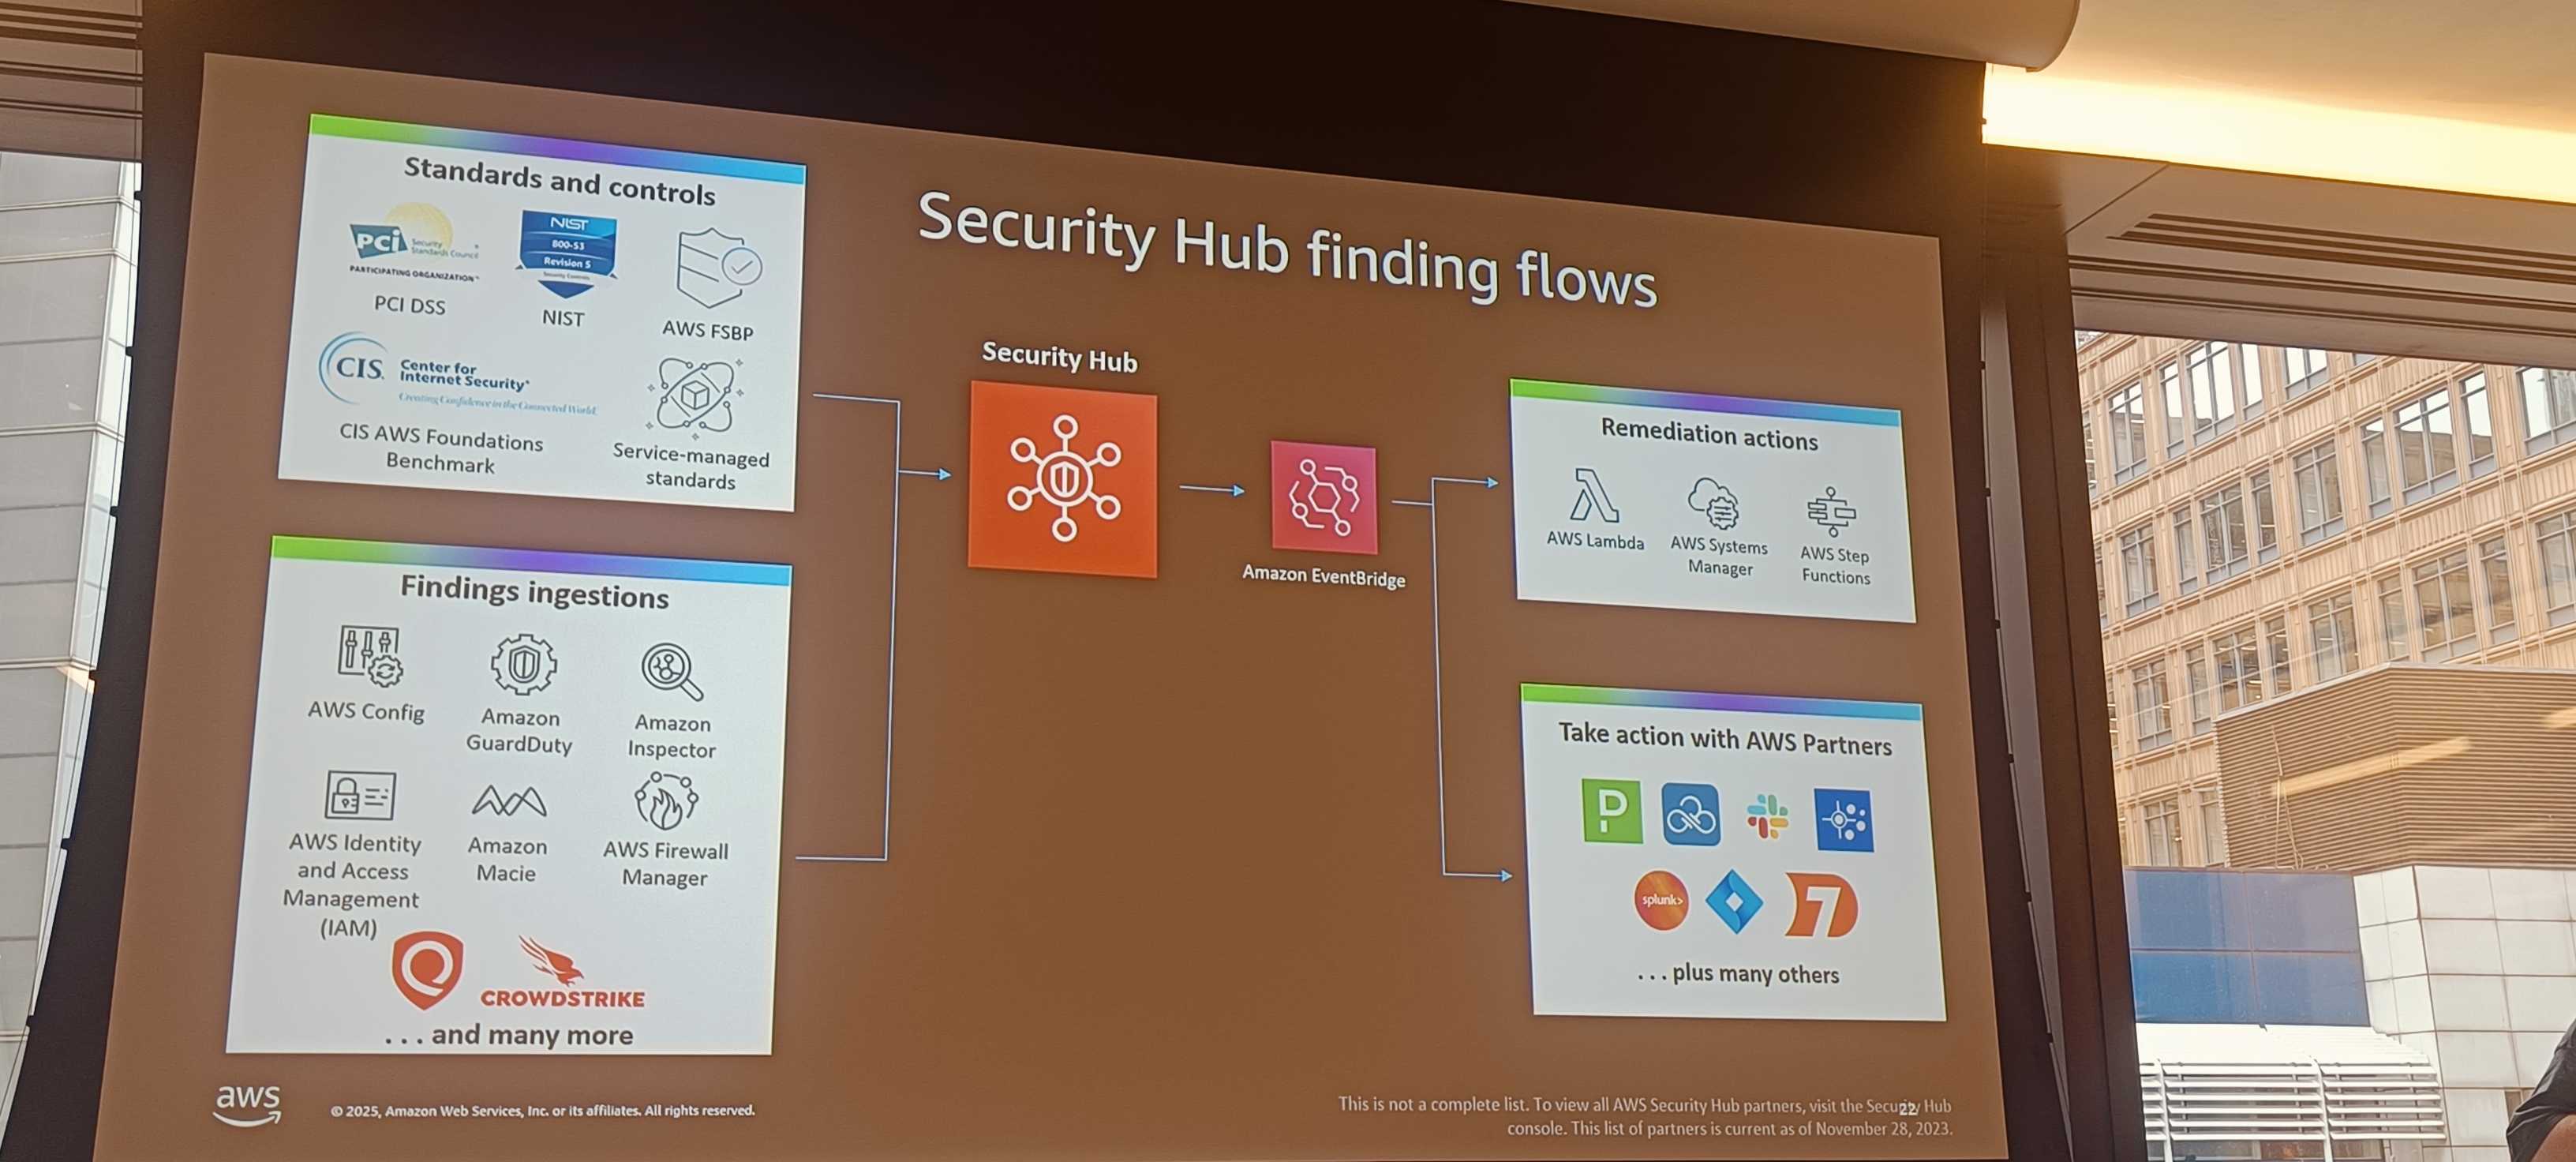 Security Hub finding flows
Standards and controls
PCI
Security
Standards Council
PARTICIPATING ORGANIZATION
PCI DSS
NIST
800-53
Revision 5
Security Controls
NIST
AWS FSBP
CIS.
Center for
Internet Security®
Creating Confidence in the Connected World.
CIS AWS Foundations
Benchmark
Service-managed
standards
Findings ingestions
AWS Config
Amazon
GuardDuty
Amazon
Inspector
AWS Identity
and Access
Management
(IAM)
Amazon
Macie
AWS Firewall
Manager
CROWDSTRIKE
. . . and many more
Security Hub
Amazon EventBridge
Remediation actions
AWS Lambda
AWS Systems
Manager
AWS Step
Functions
Take action with AWS Partners
P
splunk>
7
. . . plus many others
aws
© 2025, Amazon Web Services, Inc. or its affiliates. All rights reserved.
This is not a complete list. To view all AWS Security Hub partners, visit the Security Hub
console. This list of partners is current as of November 28, 2023.
22